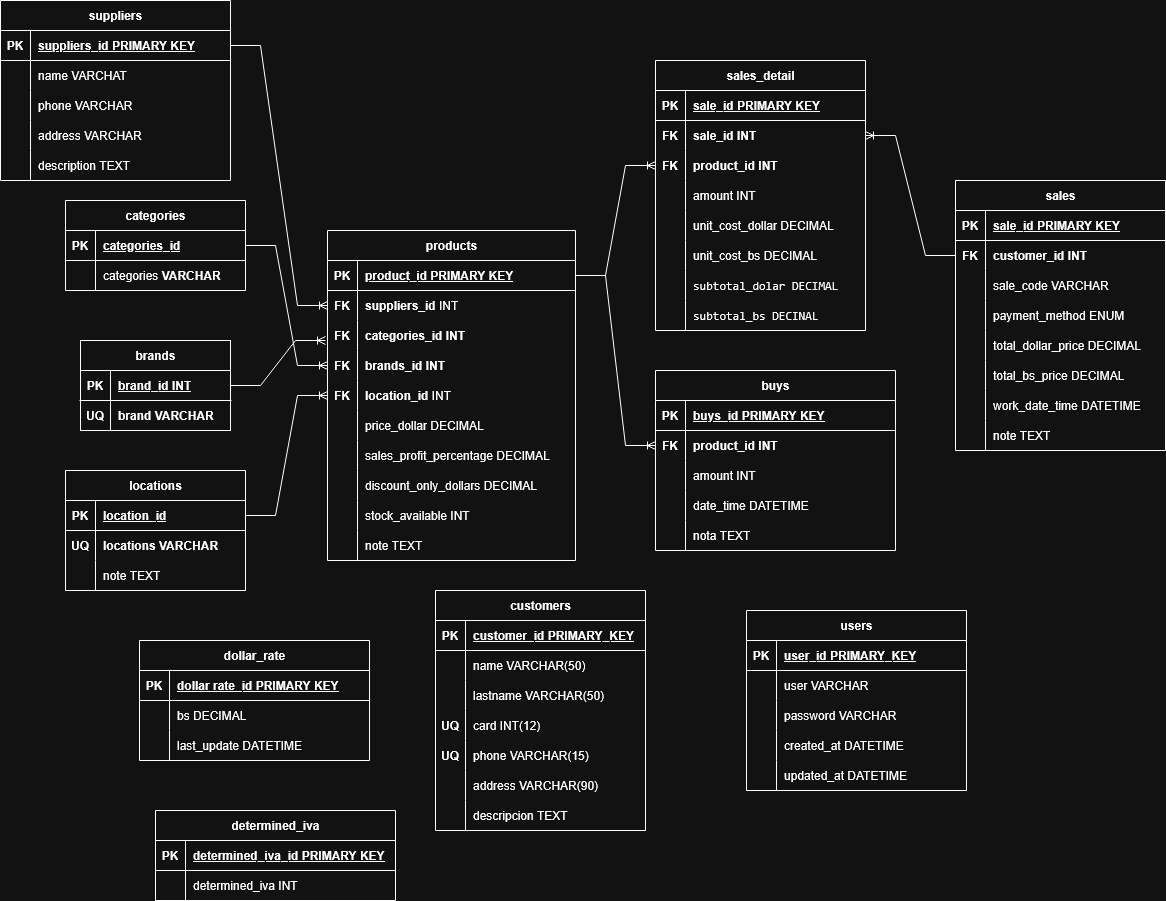 suppliers
PK suppliers_id PRIMARY KEY
name VARCHAT
phone VARCHAR
address VARCHAR
description TEXT
categories
PK categories_id
categories VARCHAR
brands
PK brand_id INT
UQ brand VARCHAR
locations
PK location_id
UQ locations VARCHAR
note TEXT
products
PK product_id PRIMARY KEY
FK suppliers_id INT
FK categories_id INT
FK brands_id INT
FK location_id INT
price_dollar DECIMAL
sales_profit_percentage DECIMAL
discount_only_dollars DECIMAL
stock_available INT
note TEXT
sales_detail
PK sale_id PRIMARY KEY
FK sale_id INT
FK product_id INT
amount INT
unit_cost_dollar DECIMAL
unit_cost_bs DECIMAL
subtotal_dolar DECIMAL
subtotal_bs DECINAL
sales
PK sale_id PRIMARY KEY
FK customer_id INT
sale_code VARCHAR
payment_method ENUM
total_dollar_price DECIMAL
total_bs_price DECIMAL
work_date_time DATETIME
note TEXT
buys
PK buys_id PRIMARY KEY
FK product_id INT
amount INT
date_time DATETIME
nota TEXT
customers
PK customer_id PRIMARY_KEY
name VARCHAR(50)
lastname VARCHAR(50)
UQ card INT(12)
UQ phone VARCHAR(15)
address VARCHAR(90)
descripcion TEXT
users
PK user_id PRIMARY_KEY
user VARCHAR
password VARCHAR
created_at DATETIME
updated_at DATETIME
dollar_rate
PK dollar rate_id PRIMARY KEY
bs DECIMAL
last_update DATETIME
determined_iva
PK determined_iva_id PRIMARY KEY
determined_iva INT